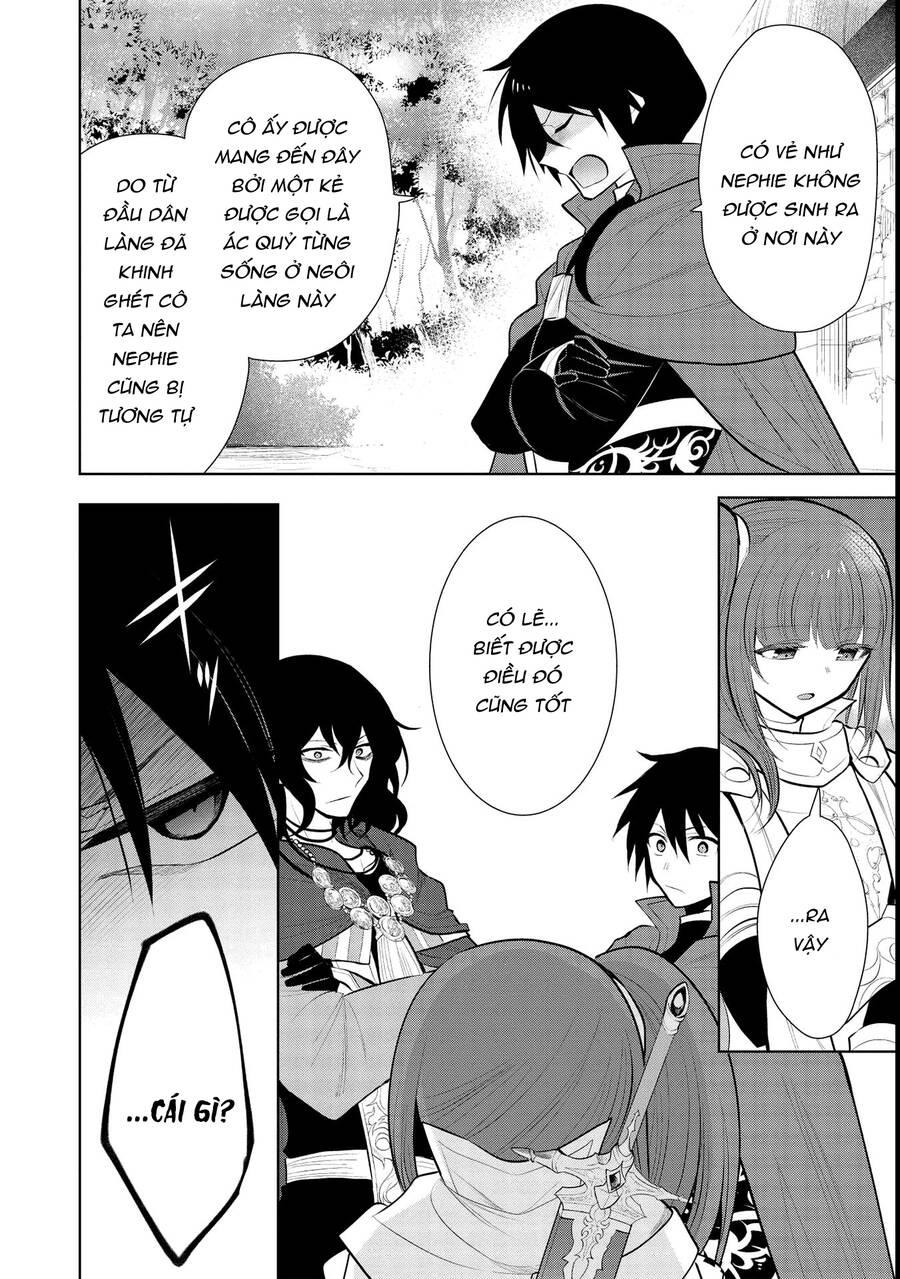 CÓ VẺ NHƯ
NEPHIE KHÔNG
ĐƯỢC SINH RA
Ở NƠI NÀY
CÔ ẤY ĐƯỢC
MANG ĐẾN ĐÂY
BỞI MỘT KẺ
ĐƯỢC GỌI LÀ
ÁC QUỶ TỪNG
SỐNG Ở NGÔI
LÀNG NÀY
DO TỪ
ĐẦU DÂN
LÀNG ĐÃ
KHINH
GHÉT CÔ
TA NÊN
NEPHIE
CŨNG BỊ
TƯƠNG TỰ
...RA
VẬY
CÓ LẼ...
BIẾT ĐƯỢC
ĐIỀU ĐÓ
CŨNG TỐT
...CÁI GÌ?